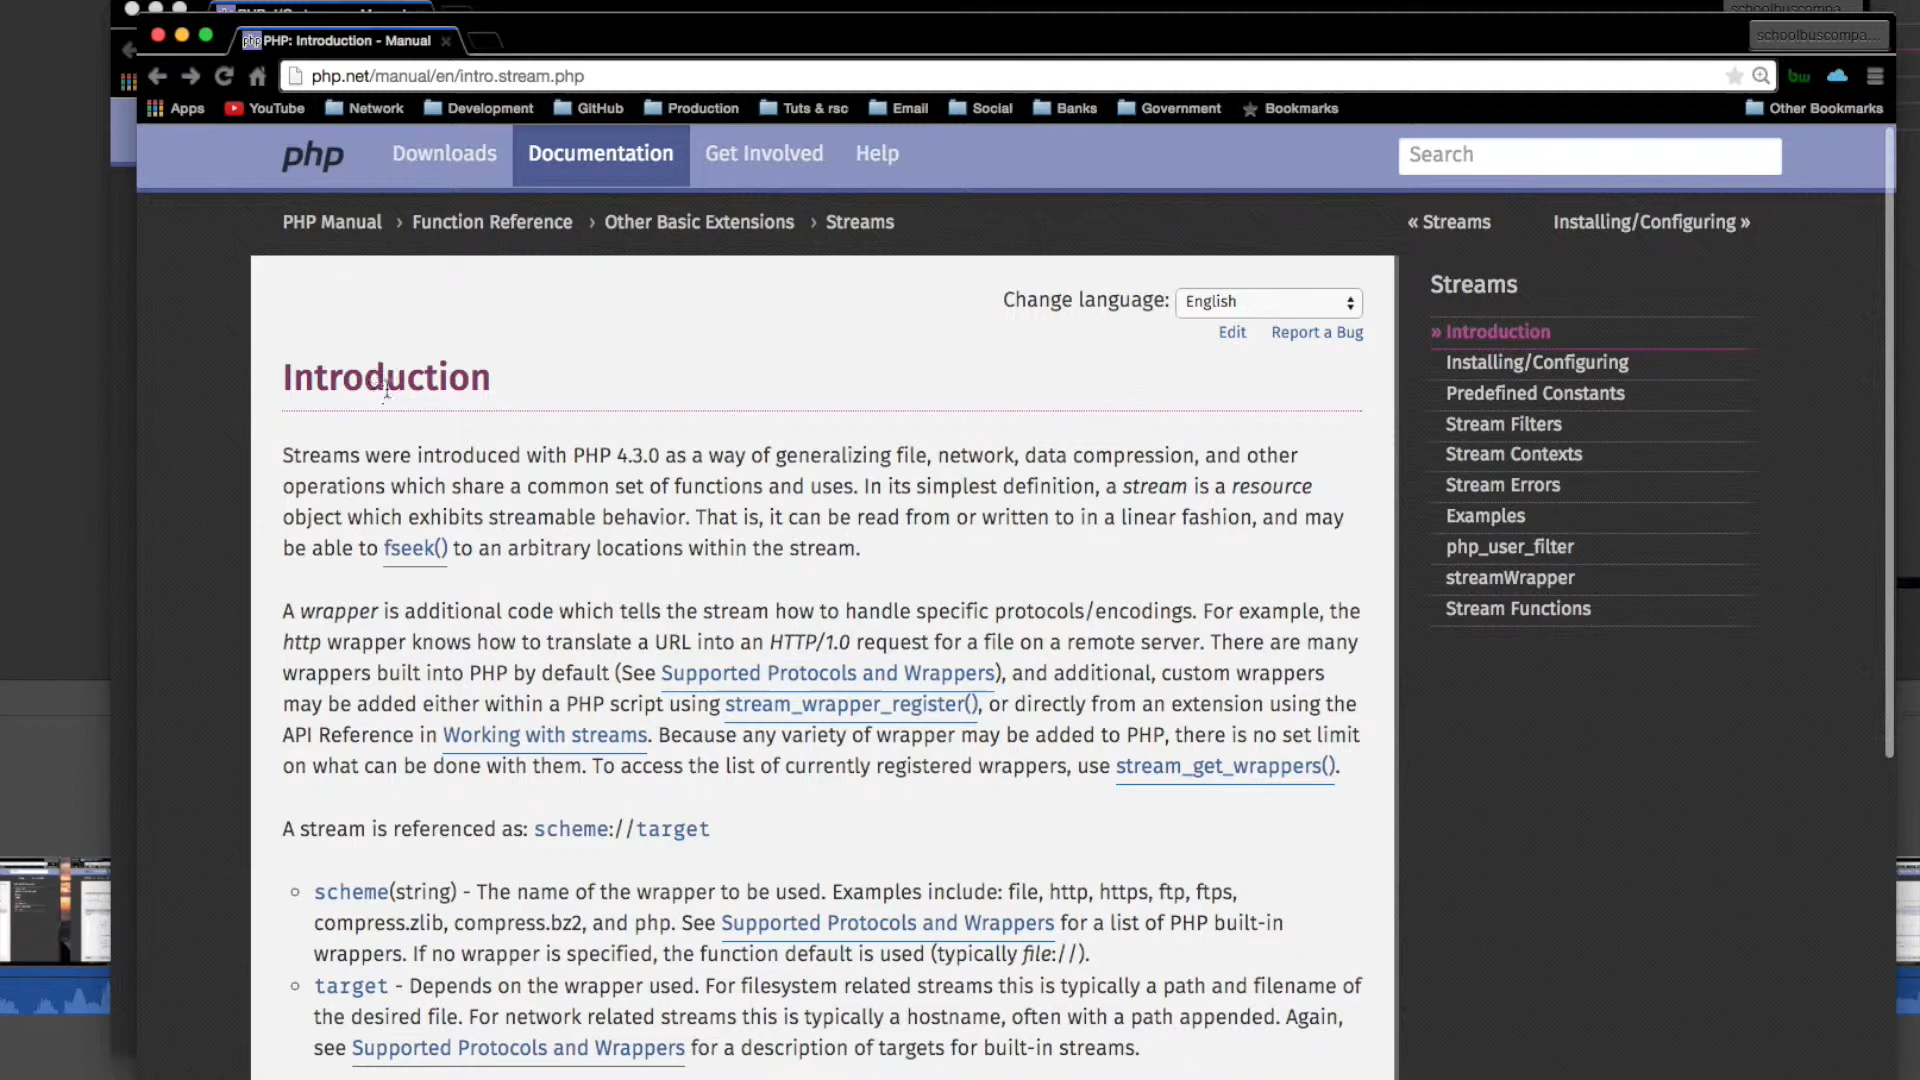 schoolbuscompa
PHP: Introduction - Manual
schoolbuscompa...
php.net/manual/en/intro.stream.php
Apps YouTube Network Development GitHub Production Tuts & rsc Email Social Banks Government Bookmarks Other Bookmarks
php Downloads Documentation Get Involved Help Search
PHP Manual › Function Reference › Other Basic Extensions › Streams « Streams Installing/Configuring »
Change language: English
Edit Report a Bug
Introduction
Streams were introduced with PHP 4.3.0 as a way of generalizing file, network, data compression, and other
operations which share a common set of functions and uses. In its simplest definition, a stream is a resource
object which exhibits streamable behavior. That is, it can be read from or written to in a linear fashion, and may
be able to fseek() to an arbitrary locations within the stream.
A wrapper is additional code which tells the stream how to handle specific protocols/encodings. For example, the
http wrapper knows how to translate a URL into an HTTP/1.0 request for a file on a remote server. There are many
wrappers built into PHP by default (See Supported Protocols and Wrappers), and additional, custom wrappers
may be added either within a PHP script using stream_wrapper_register(), or directly from an extension using the
API Reference in Working with streams. Because any variety of wrapper may be added to PHP, there is no set limit
on what can be done with them. To access the list of currently registered wrappers, use stream_get_wrappers().
A stream is referenced as: scheme://target
scheme(string) - The name of the wrapper to be used. Examples include: file, http, https, ftp, ftps,
compress.zlib, compress.bz2, and php. See Supported Protocols and Wrappers for a list of PHP built-in
wrappers. If no wrapper is specified, the function default is used (typically file://).
target - Depends on the wrapper used. For filesystem related streams this is typically a path and filename of
the desired file. For network related streams this is typically a hostname, often with a path appended. Again,
see Supported Protocols and Wrappers for a description of targets for built-in streams.
Streams
» Introduction
Installing/Configuring
Predefined Constants
Stream Filters
Stream Contexts
Stream Errors
Examples
php_user_filter
streamWrapper
Stream Functions